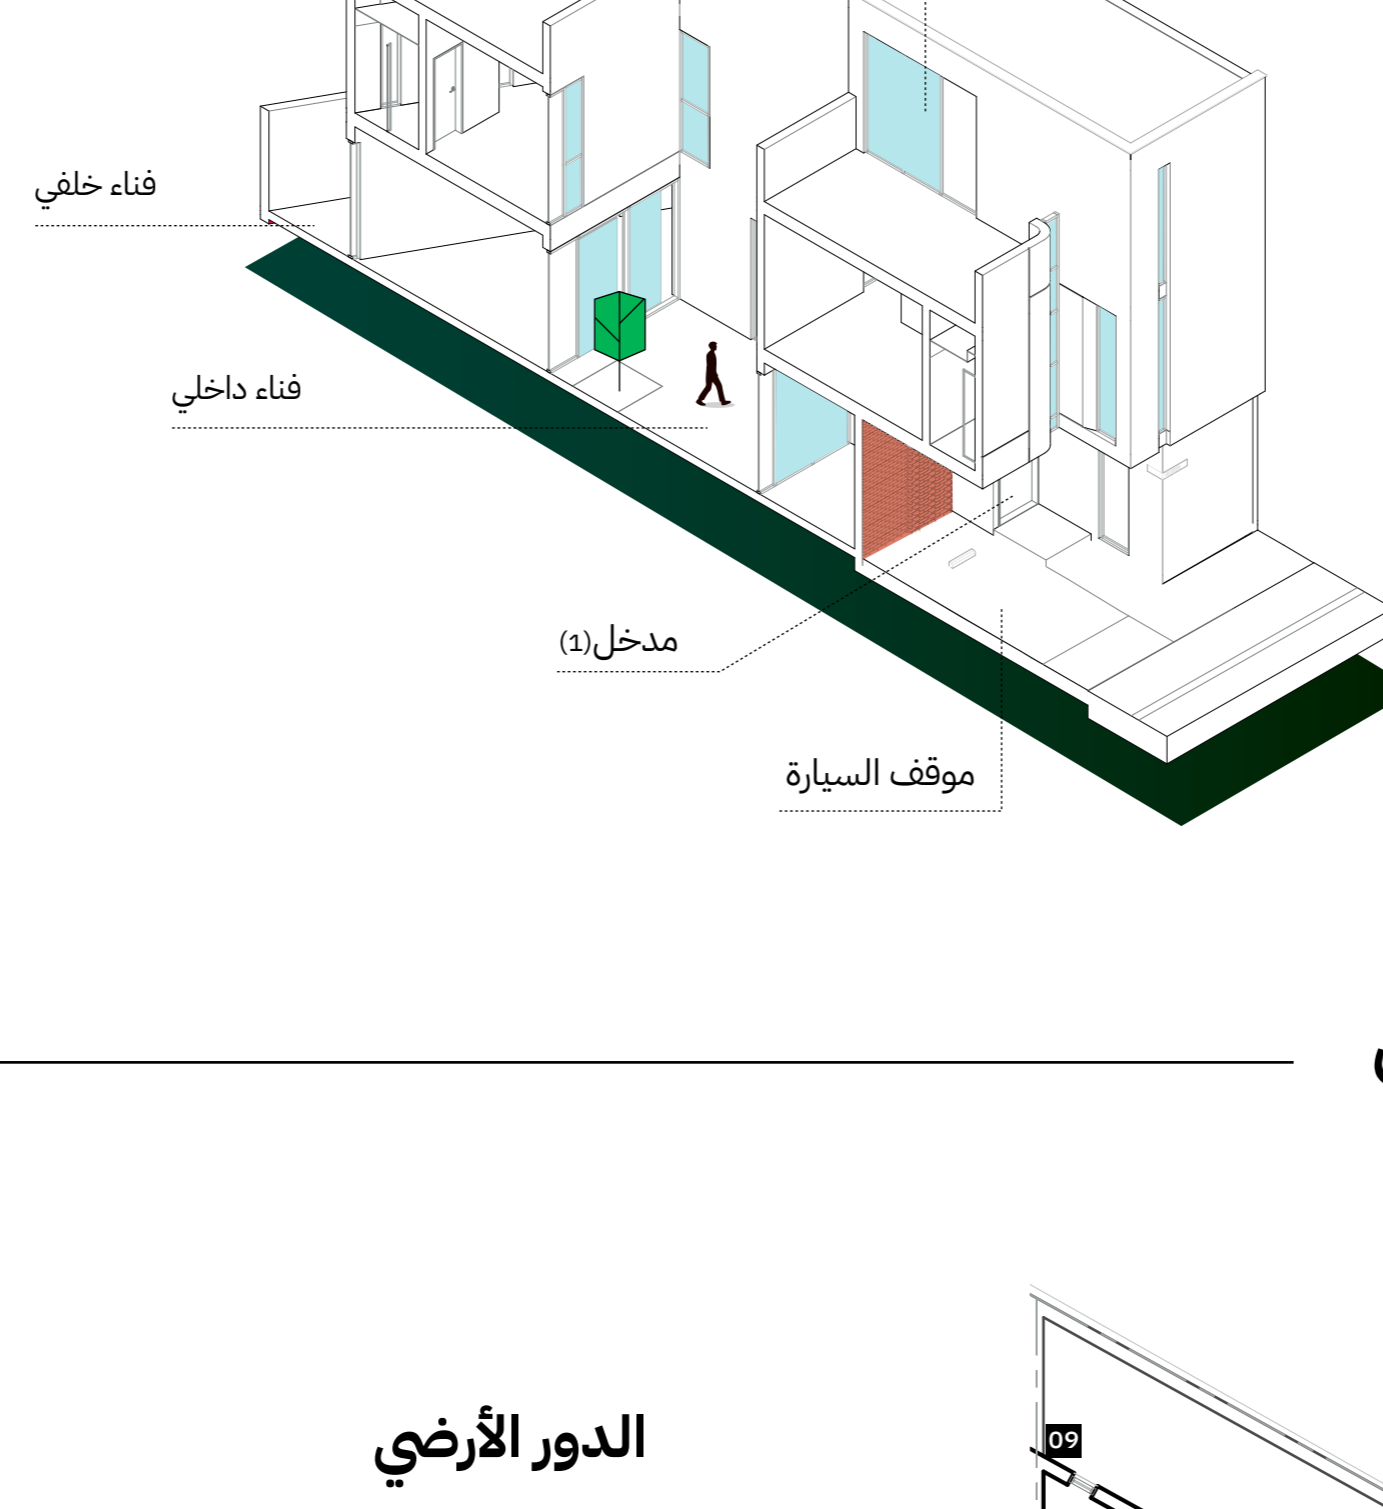 فناء خلفي
فناء داخلي
مدخل(1)
موقف السيارة
الدور الأرضي
09